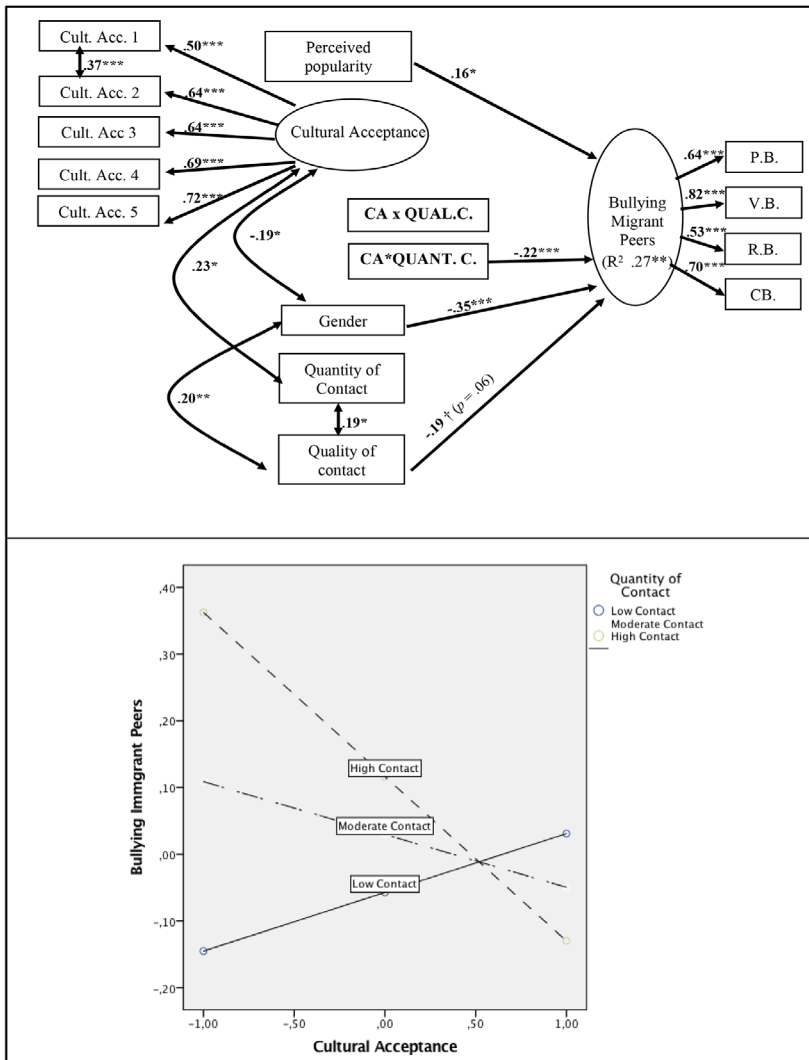 Cult. Acc. 1
.37***
Cult. Acc. 2
Cult. Acc 3
Cult. Acc. 4
Cult. Acc. 5
.50***
.64***
.64***
.69***
.72***
Cultural Acceptance
Perceived
popularity
.16*
-.19*
.23*
.20**
CA x QUAL.C.
CA*QUANT. C.
-.22***
Gender
-.35***
Quantity of
Contact
.19*
Quality of
contact
-.19 † (p = .06)
Bullying
Migrant
Peers
(R² .27**)
.64***
.82***
.53***
.70***
P.B.
V.B.
R.B.
CB.
Quantity of
Contact
Low Contact
Moderate Contact
High Contact
Bullying Immgrant Peers
,40
,30
,20
,10
,00
-,10
-,20
High Contact
Moderate Contact
Low Contact
-1,00
-,50
,00
,50
1,00
Cultural Acceptance